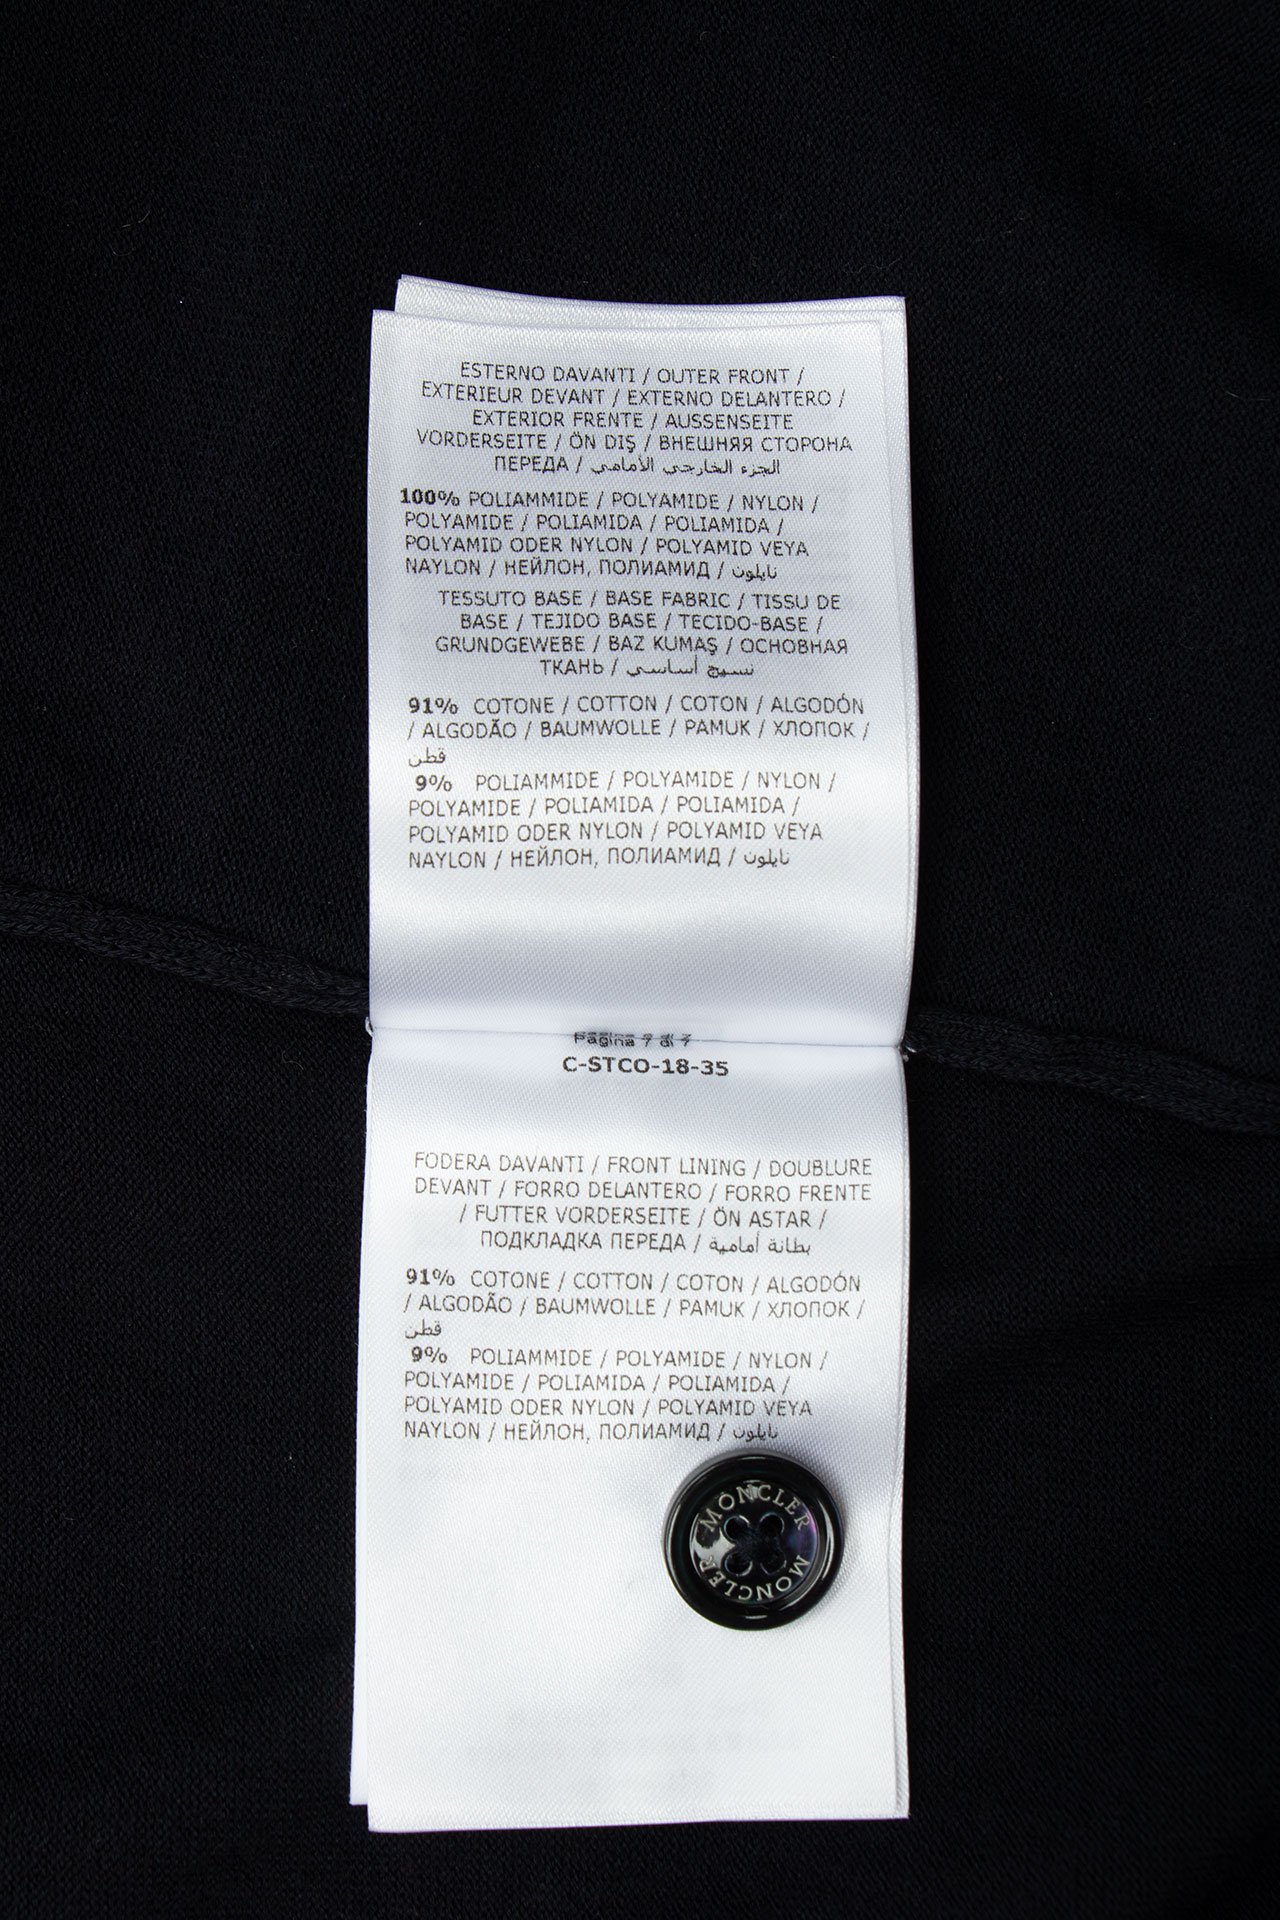 ESTERNO DAVANTI / OUTER FRONT /
EXTERIEUR DEVANT / EXTERNO DELANTERO /
EXTERIOR FRENTE / AUSSENSEITE
VORDERSEITE / ÖN DIŞ / ВНЕШНЯЯ СТОРОНА
ПЕРЕДА / الجزء الخارجي الأمامي
100% POLIAMMIDE / POLYAMIDE / NYLON /
POLYAMIDE / POLIAMIDA / POLIAMIDA /
POLYAMID ODER NYLON / POLYAMID VEYA
NAYLON / НЕЙЛОН, ПОЛИАМИД / نايلون
TESSUTO BASE / BASE FABRIC / TISSU DE
BASE / TEJIDO BASE / TECIDO-BASE /
GRUNDGEWEBE / BAZ KUMAŞ / ОСНОВНАЯ
ТКАНЬ / نسيج أساسي
91% COTONE / COTTON / COTON / ALGODÓN
/ ALGODÃO / BAUMWOLLE / PAMUK / ХЛОПОК /
قطن
9% POLIAMMIDE / POLYAMIDE / NYLON /
POLYAMIDE / POLIAMIDA / POLIAMIDA /
POLYAMID ODER NYLON / POLYAMID VEYA
NAYLON / НЕЙЛОН, ПОЛИАМИД / نايلون
Pagina 7 di 7
C-STCO-18-35
FODERA DAVANTI / FRONT LINING / DOUBLURE
DEVANT / FORRO DELANTERO / FORRO FRENTE
/ FUTTER VORDERSEITE / ÖN ASTAR /
ПОДКЛАДКА ПЕРЕДА / بطانة أمامية
91% COTONE / COTTON / COTON / ALGODÓN
/ ALGODÃO / BAUMWOLLE / PAMUK / ХЛОПОК /
قطن
9% POLIAMMIDE / POLYAMIDE / NYLON /
POLYAMIDE / POLIAMIDA / POLIAMIDA /
POLYAMID ODER NYLON / POLYAMID VEYA
NAYLON / НЕЙЛОН, ПОЛИАМИД / نايلون
MONCLER
MONCLER